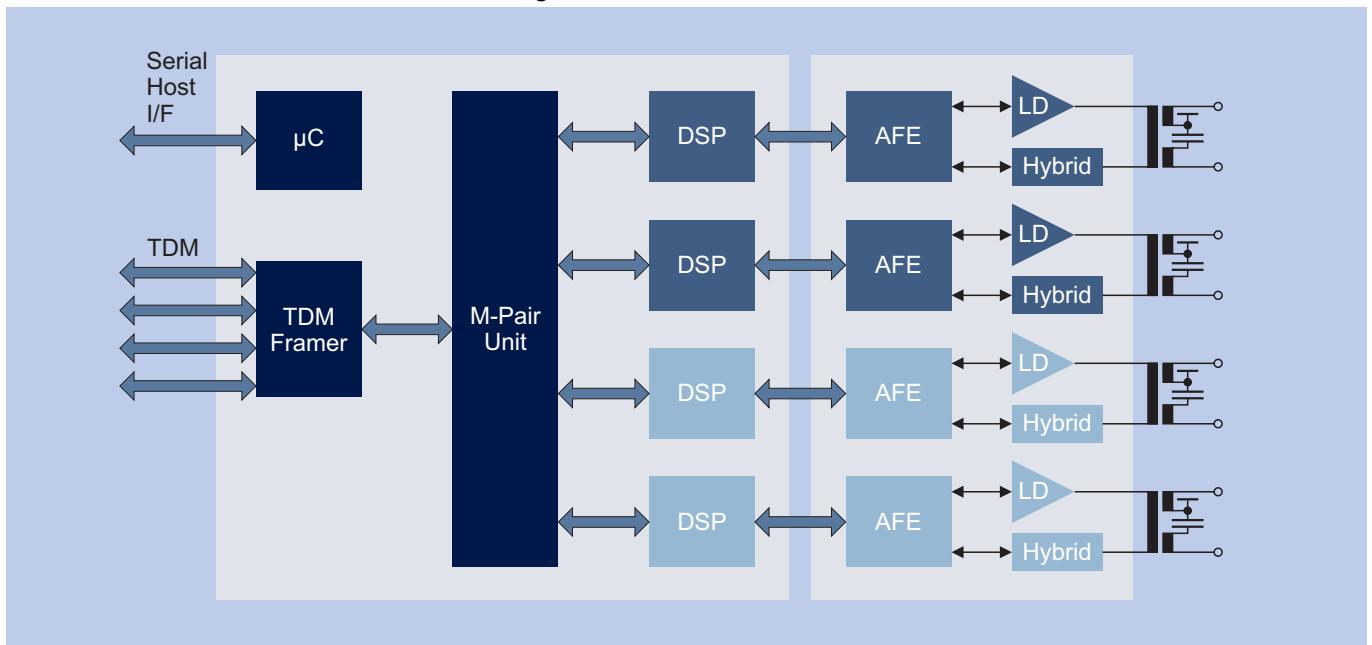 Serial
Host
I/F
µC
TDM
TDM
Framer
M-Pair
Unit
DSP
AFE
LD
Hybrid
DSP
AFE
LD
Hybrid
DSP
AFE
LD
Hybrid
DSP
AFE
LD
Hybrid